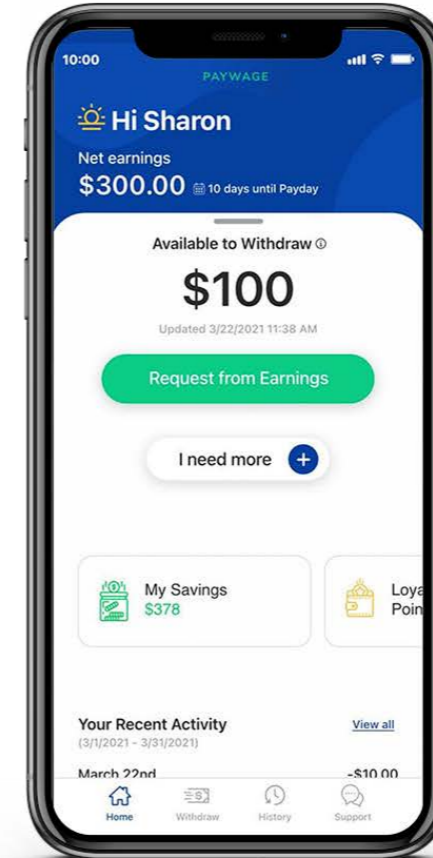 10:00
PAYWAGE
Hi Sharon
Net earnings
$300.00 10 days until Payday
Available to Withdraw
$100
Updated 3/22/2021 11:38 AM
Request from Earnings
I need more
My Savings
$378
Loya
Poin
Your Recent Activity
View all
(3/1/2021 - 3/31/2021)
March 22nd -$10.00
Home
Withdraw
History
Support